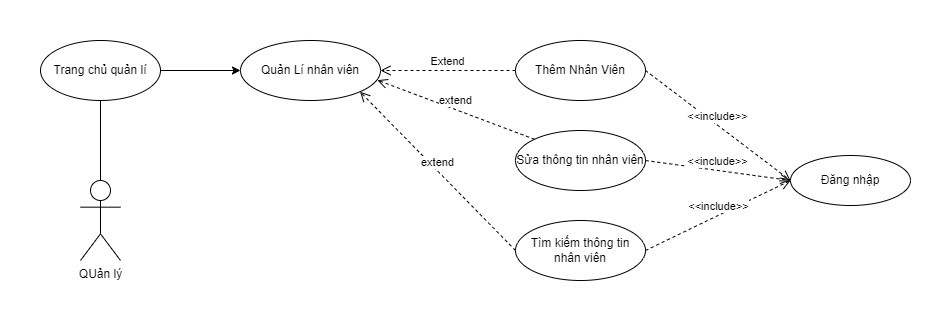 Trang chủ quản lí
Quản Lí nhân viên
Extend
Thêm Nhân Viên
extend
<<include>>
Sửa thông tin nhân viên
<<include>>
extend
Đăng nhập
<<include>>
Tìm kiếm thông tin
nhân viên
QUản lý